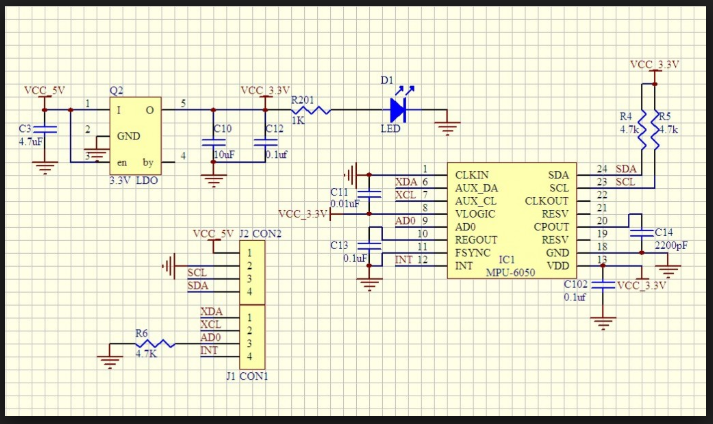 VCC_5V
Q2
VCC_3.3V
D1
VCC_3.3V
1 I O 5
R201
1K
LED
C3
4.7uF
2 GND
C10
10uF
C12
0.1uf
R4
4.7k
R5
4.7k
3 en by 4
3.3V LDO
1 CLKIN SDA 24 SDA
XDA 6 AUX_DA SCL 23 SCL
XCL 7 AUX_CL CLKOUT 22
8 VLOGIC RESV 21
AD0 9 AD0 CPOUT 20
10 REGOUT RESV 19
11 FSYNC GND 18
INT 12 INT VDD 13
IC1
MPU-6050
C11
0.01uF
VCC_3.3V
C13
0.1uF
C14
2200pF
C102
0.1uf
VCC_3.3V
VCC_5V
J2 CON2
1
2
SCL 3
SDA 4
XDA 1
XCL 2
AD0 3
INT 4
R6
4.7K
J1 CON1